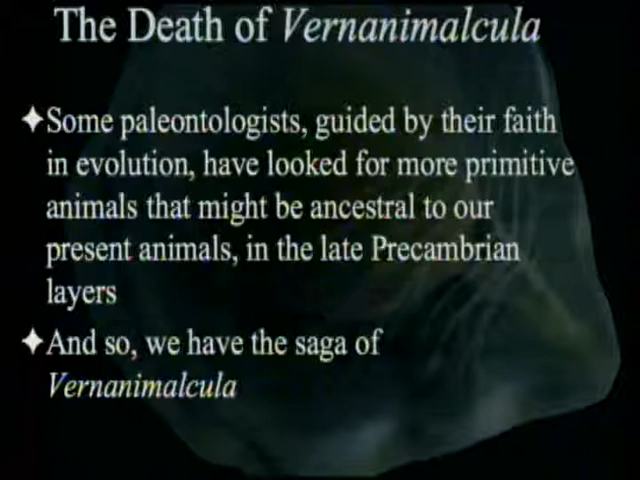 The Death of Vernanimalcula
✦Some paleontologists, guided by their faith
in evolution, have looked for more primitive
animals that might be ancestral to our
present animals, in the late Precambrian
layers
✦And so, we have the saga of
Vernanimalcula